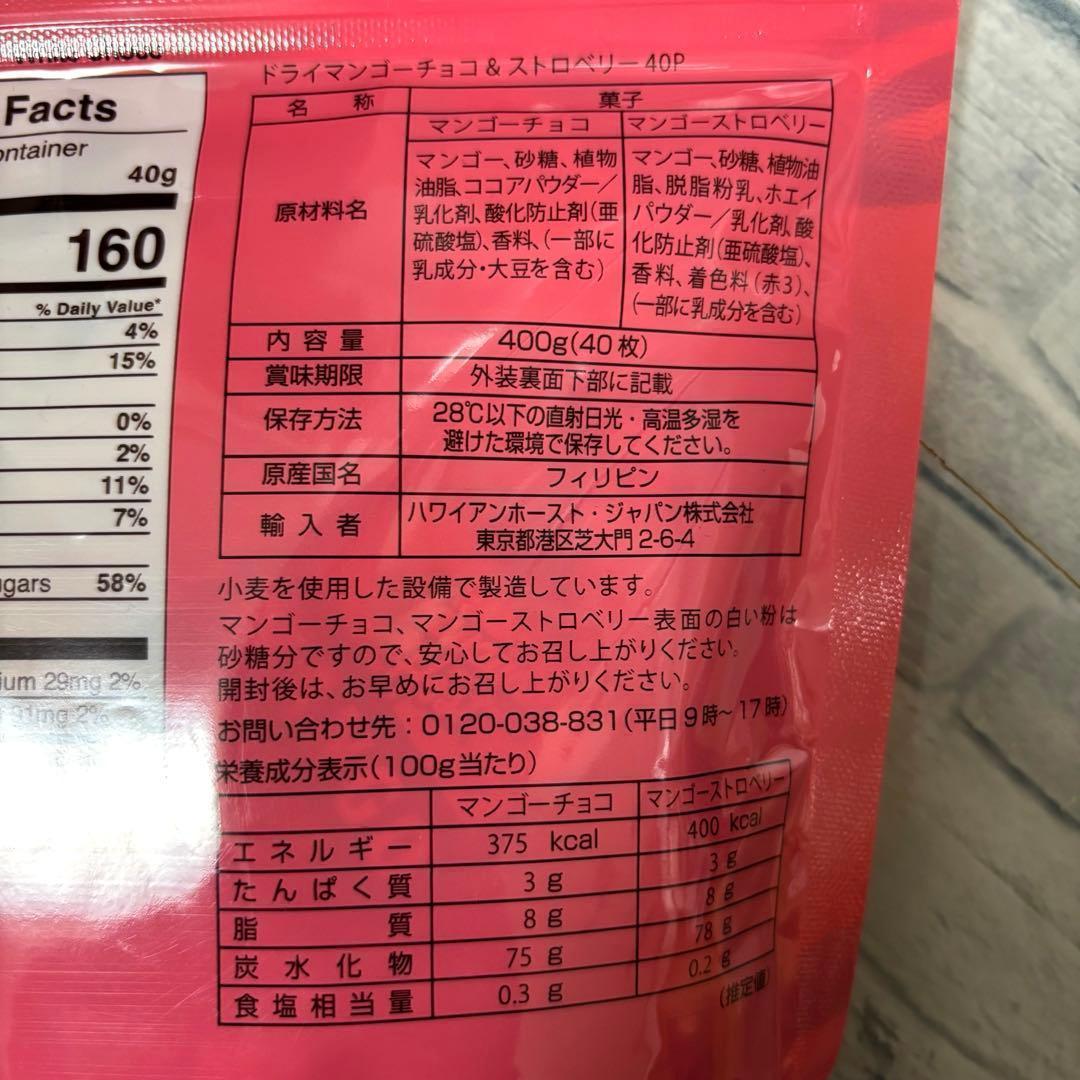 Facts
ontainer
40g
160
% Daily Value*
4%
15%
0%
2%
11%
7%
gars 58%
ium 29mg 2%
ドライマンゴーチョコ&ストロベリー 40P
名称 菓子
マンゴーチョコ マンゴーストロベリー
原材料名
マンゴー、砂糖、植物
油脂、ココアパウダー/
乳化剤、酸化防止剤(亜
硫酸塩)、香料、(一部に
乳成分・大豆を含む)
マンゴー、砂糖、植物油
脂、脱脂粉乳、ホエイ
パウダー/乳化剤、酸
化防止剤(亜硫酸塩)、
香料、着色料(赤3)、
(一部に乳成分を含む)
内容量 400g(40枚)
賞味期限 外装裏面下部に記載
保存方法 28℃以下の直射日光・高温多湿を
避けた環境で保存してください。
原産国名 フィリピン
輸入者 ハワイアンホースト・ジャパン株式会社
東京都港区芝大門 2-6-4
小麦を使用した設備で製造しています。
マンゴーチョコ、マンゴーストロベリー表面の白い粉は
砂糖分ですので、安心してお召し上がりください。
開封後は、お早めにお召し上がりください。
お問い合わせ先：0120-038-831(平日9時～17時)
栄養成分表示(100g当たり)
マンゴーチョコ マンゴーストロベリー
エネルギー 375 kcal 400 kcal
たんぱく質 3 g 3 g
脂質 8 g 8 g
炭水化物 75 g 78 g
食塩相当量 0.3 g 0.2 g
(推定値)